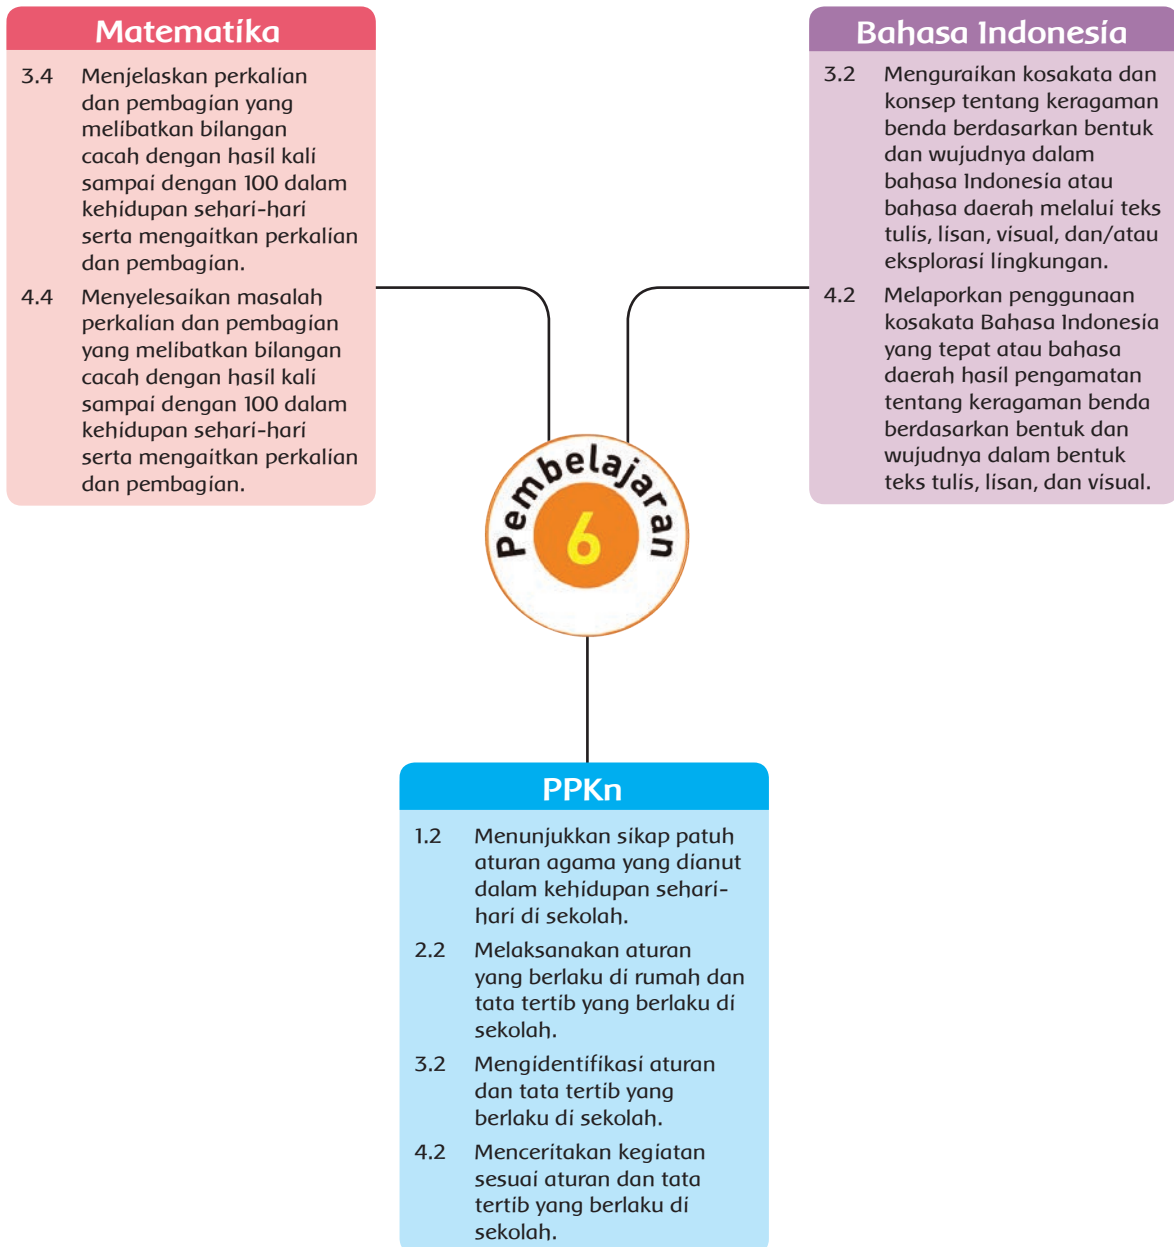 Matematika
3.4 Menjelaskan perkalian
dan pembagian yang
melibatkan bilangan
cacah dengan hasil kali
sampai dengan 100 dalam
kehidupan sehari-hari
serta mengaitkan perkalian
dan pembagian.
4.4 Menyelesaikan masalah
perkalian dan pembagian
yang melibatkan bilangan
cacah dengan hasil kali
sampai dengan 100 dalam
kehidupan sehari-hari
serta mengaitkan perkalian
dan pembagian.
Bahasa Indonesia
3.2 Menguraikan kosakata dan
konsep tentang keragaman
benda berdasarkan bentuk
dan wujudnya dalam
bahasa Indonesia atau
bahasa daerah melalui teks
tulis, lisan, visual, dan/atau
eksplorasi lingkungan.
4.2 Melaporkan penggunaan
kosakata Bahasa Indonesia
yang tepat atau bahasa
daerah hasil pengamatan
tentang keragaman benda
berdasarkan bentuk dan
wujudnya dalam bentuk
teks tulis, lisan, dan visual.
Pembelajaran
6
PPKn
1.2 Menunjukkan sikap patuh
aturan agama yang dianut
dalam kehidupan sehari-
hari di sekolah.
2.2 Melaksanakan aturan
yang berlaku di rumah dan
tata tertib yang berlaku di
sekolah.
3.2 Mengidentifikasi aturan
dan tata tertib yang
berlaku di sekolah.
4.2 Menceritakan kegiatan
sesuai aturan dan tata
tertib yang berlaku di
sekolah.